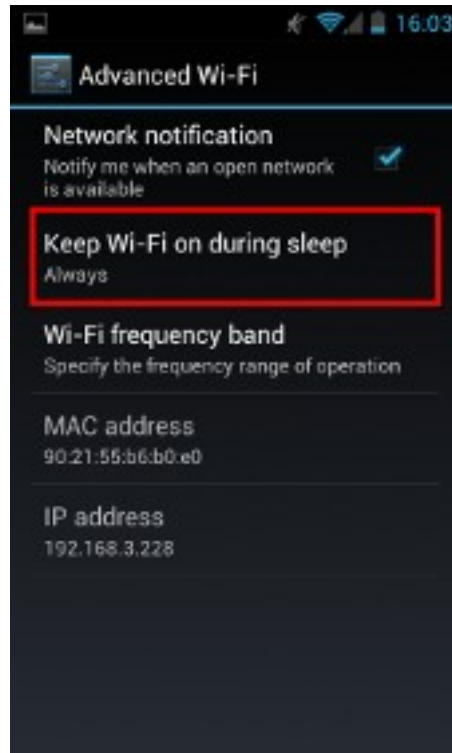 16:03
Advanced Wi-Fi
Network notification
Notify me when an open network
is available
Keep Wi-Fi on during sleep
Always
Wi-Fi frequency band
Specify the frequency range of operation
MAC address
90:21:55:b6:b0:e0
IP address
192.168.3.228